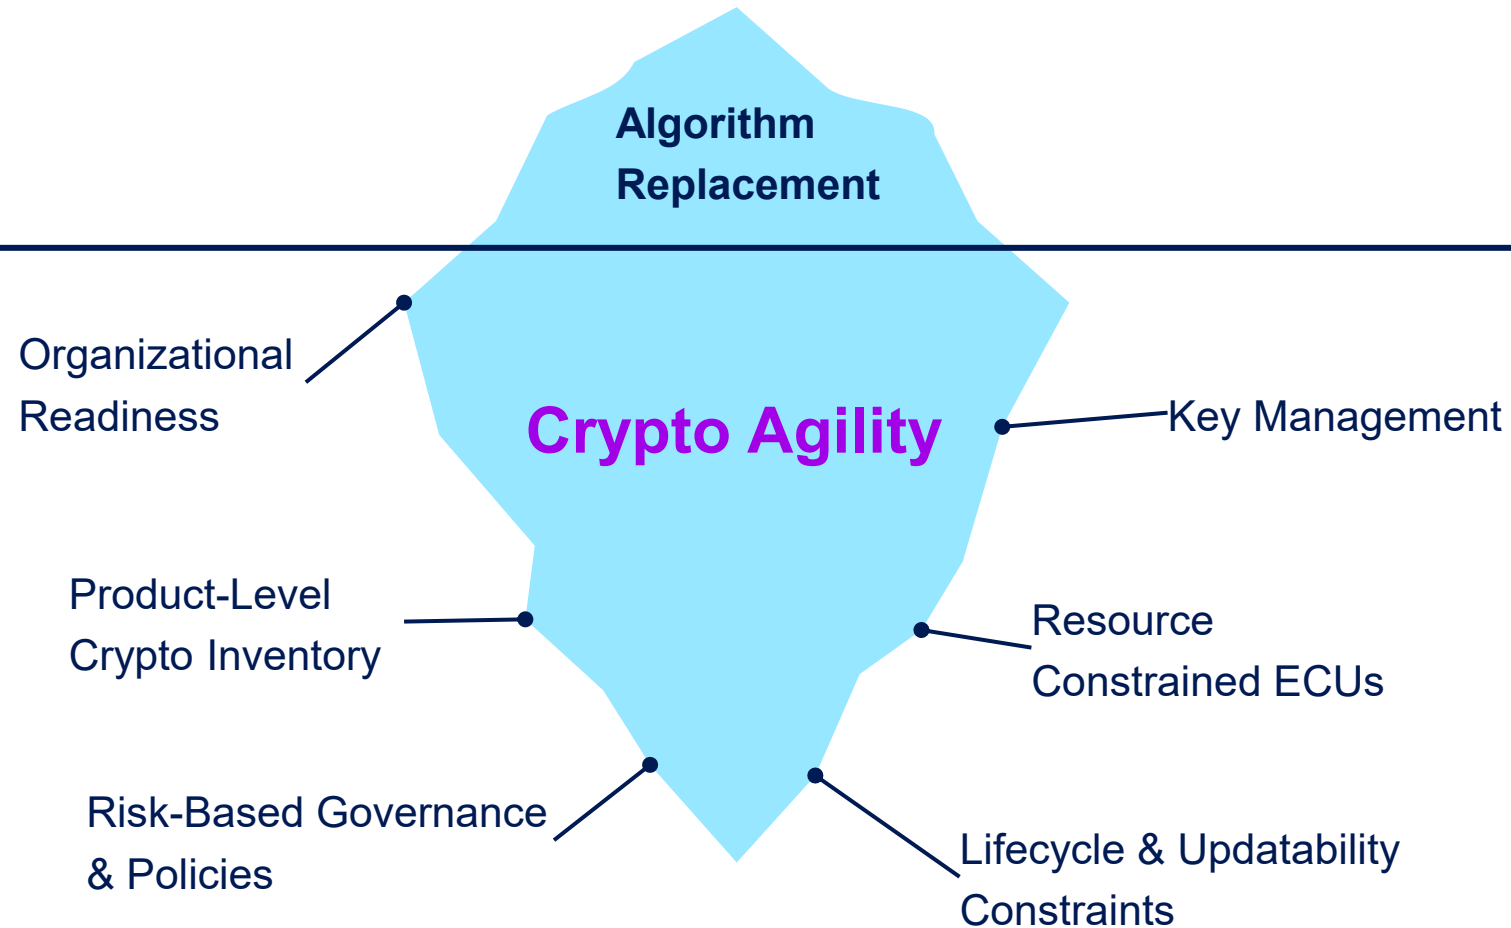 Algorithm
Replacement
Organizational
Readiness
Crypto Agility
Key Management
Product-Level
Crypto Inventory
Resource
Constrained ECUs
Risk-Based Governance
& Policies
Lifecycle & Updatability
Constraints